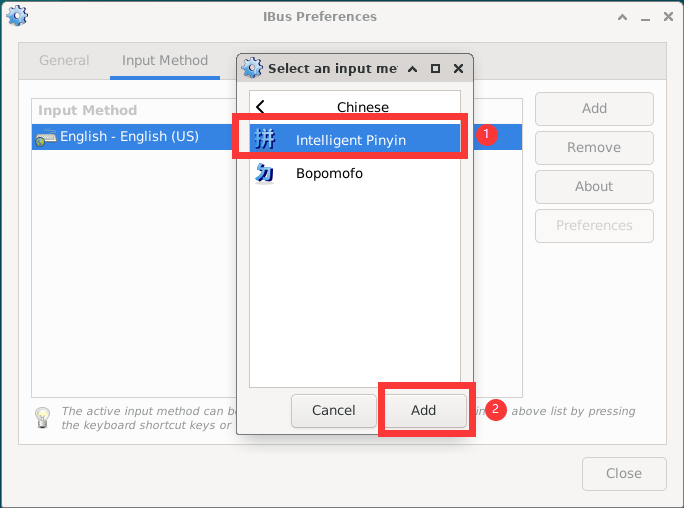 IBus Preferences
General
Input Method
Select an input me
Input Method
Chinese
Add
English - English (US)
拼
Intelligent Pinyin
1
Remove
ㄌ
Bopomofo
About
Preferences
Cancel
Add
2
The active input method can be
in
above list by pressing
the keyboard shortcut keys or
Close